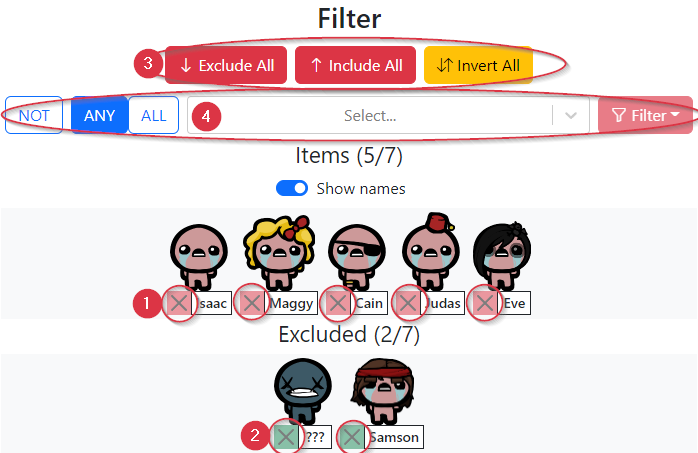 Filter
3 Exclude All Include All Invert All
NOT ANY ALL 4 Select... Filter
Items (5/7)
Show names
1 Isaac Maggy Cain Judas Eve
Excluded (2/7)
2 ??? Samson